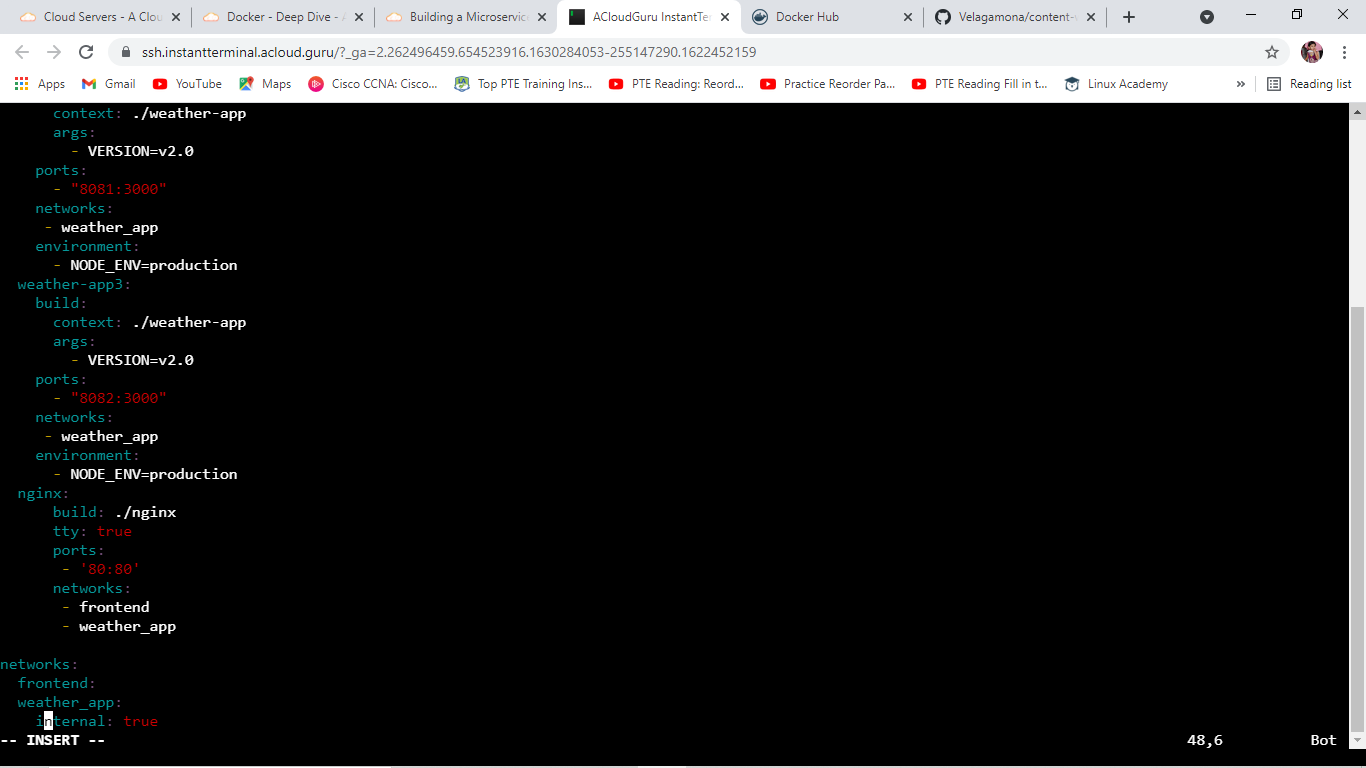 Cloud Servers - A Clou
Docker - Deep Dive - A
Building a Microservic
ACloudGuru InstantTer
Docker Hub
Velagamona/content-
ssh.instantterminal.acloud.guru/?_ga=2.262496459.654523916.1630284053-255147290.1622452159
Apps
Gmail
YouTube
Maps
Cisco CCNA: Cisco...
Top PTE Training Ins...
PTE Reading: Reord...
Practice Reorder Pa...
PTE Reading Fill in t...
Linux Academy
»
Reading list
      context: ./weather-app
      args:
        - VERSION=v2.0
    ports:
      - "8081:3000"
    networks:
     - weather_app
    environment:
      - NODE_ENV=production
  weather-app3:
    build:
      context: ./weather-app
      args:
        - VERSION=v2.0
    ports:
      - "8082:3000"
    networks:
     - weather_app
    environment:
      - NODE_ENV=production
  nginx:
      build: ./nginx
      tty: true
      ports:
       - '80:80'
      networks:
       - frontend
       - weather_app

networks:
  frontend:
  weather_app:
    internal: true
-- INSERT --
48,6
Bot